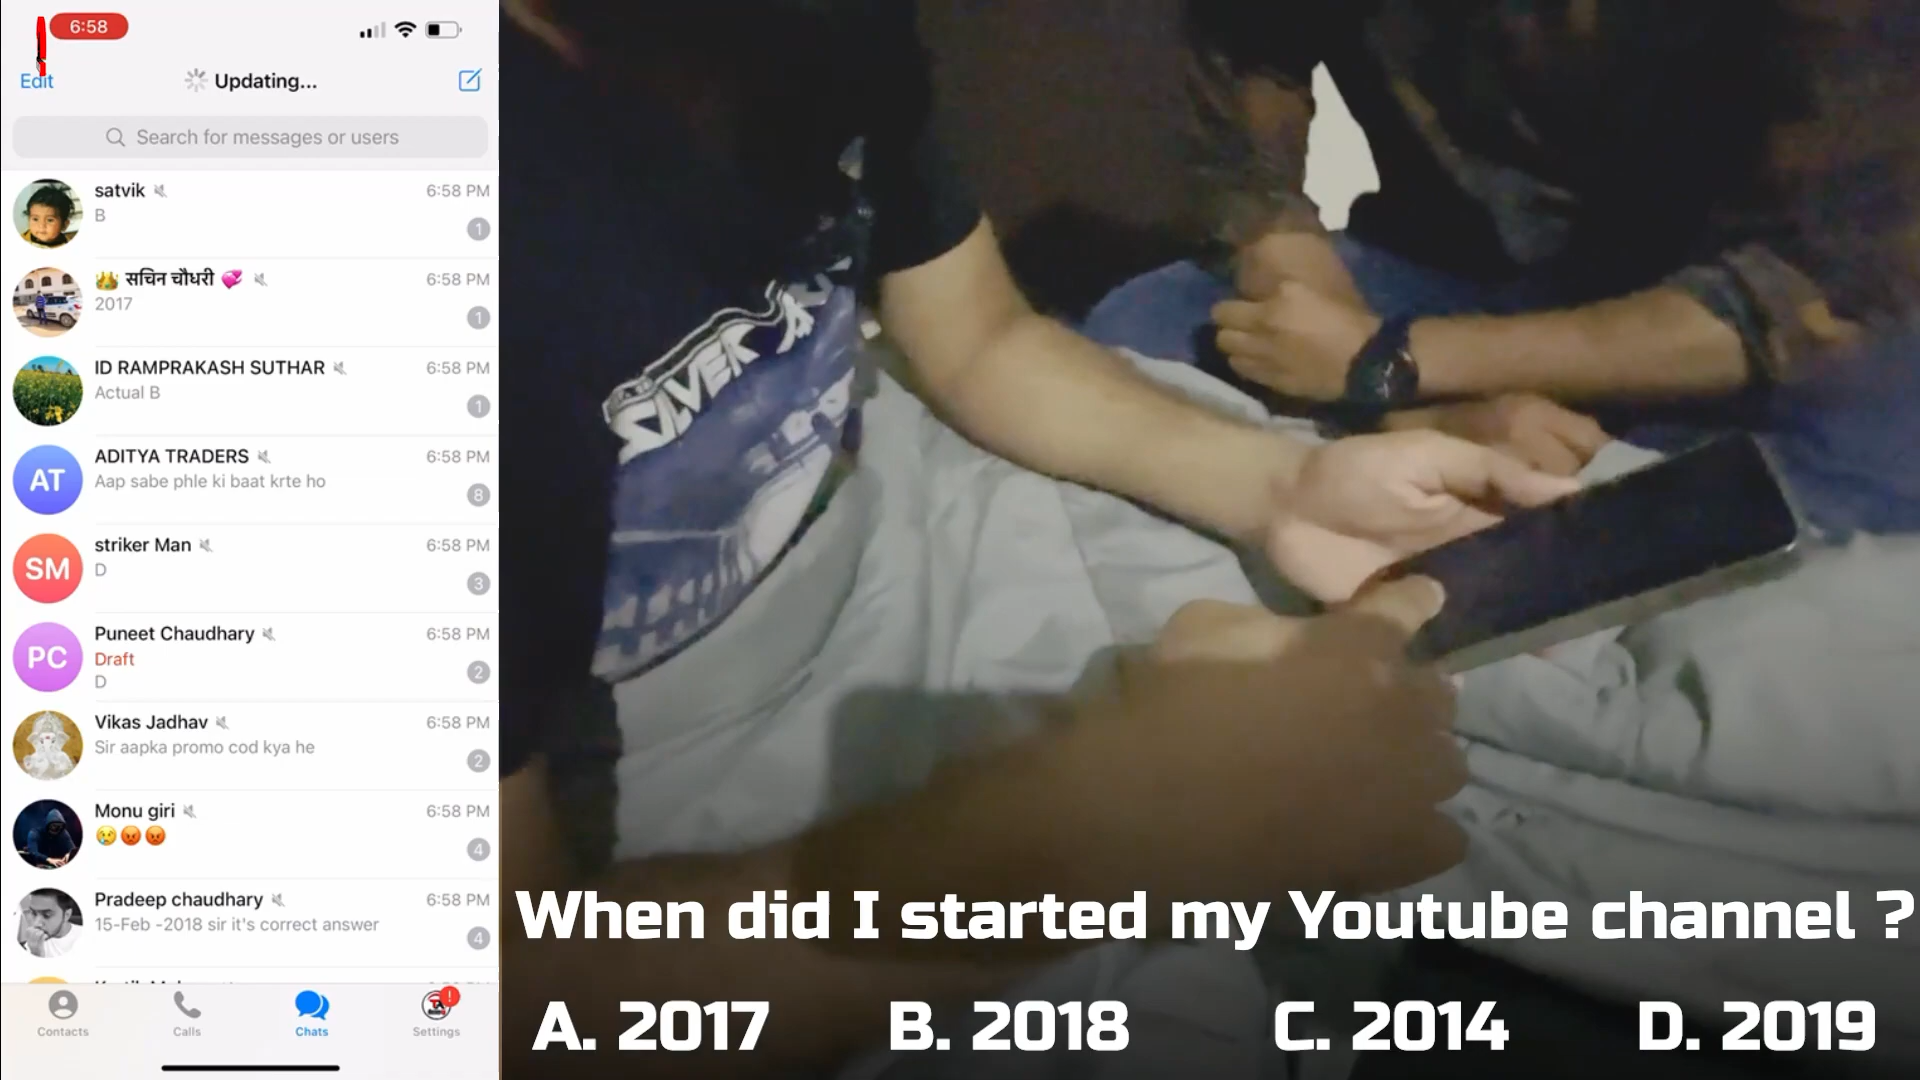 6:58
Edit
Updating...
Search for messages or users
satvik
6:58 PM
B
1
👑 सचिन चौधरी 💞
6:58 PM
2017
1
ID RAMPRAKASH SUTHAR
6:58 PM
Actual B
1
AT
ADITYA TRADERS
6:58 PM
Aap sabe phle ki baat krte ho
8
SM
striker Man
6:58 PM
D
3
PC
Puneet Chaudhary
6:58 PM
Draft
D
2
Vikas Jadhav
6:58 PM
Sir aapka promo cod kya he
2
Monu giri
6:58 PM
😢😡😡
4
Pradeep chaudhary
6:58 PM
15-Feb -2018 sir it's correct answer
4
Contacts
Calls
Chats
Settings
SILVER
When did I started my Youtube channel ?
A. 2017 B. 2018 C. 2014 D. 2019